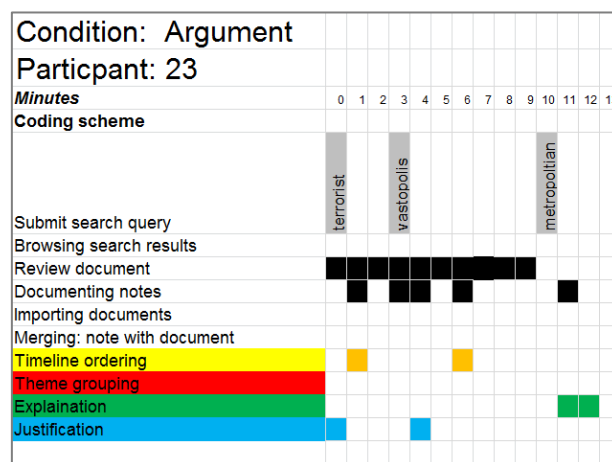 Condition: Argument
Particpant: 23
Minutes 0 1 2 3 4 5 6 7 8 9 10 11 12 1
Coding scheme
terrorist
vastopolis
metropoltian
Submit search query
Browsing search results
Review document
Documenting notes
Importing documents
Merging: note with document
Timeline ordering
Theme grouping
Explaination
Justification